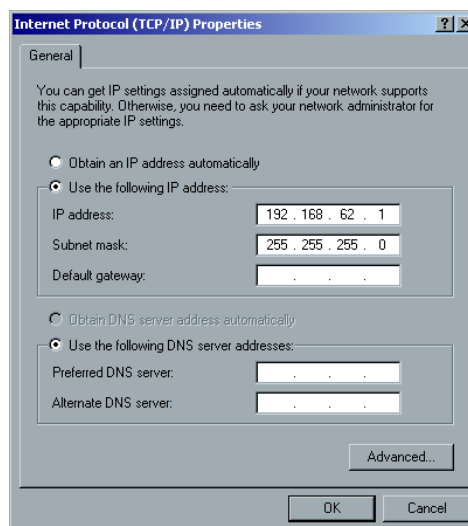 Internet Protocol (TCP/IP) Properties
General
You can get IP settings assigned automatically if your network supports
this capability. Otherwise, you need to ask your network administrator for
the appropriate IP settings.
Obtain an IP address automatically
Use the following IP address:
IP address: 192 . 168 . 62 . 1
Subnet mask: 255 . 255 . 255 . 0
Default gateway: . . .
Obtain DNS server address automatically
Use the following DNS server addresses:
Preferred DNS server: . . .
Alternate DNS server: . . .
Advanced...
OK Cancel